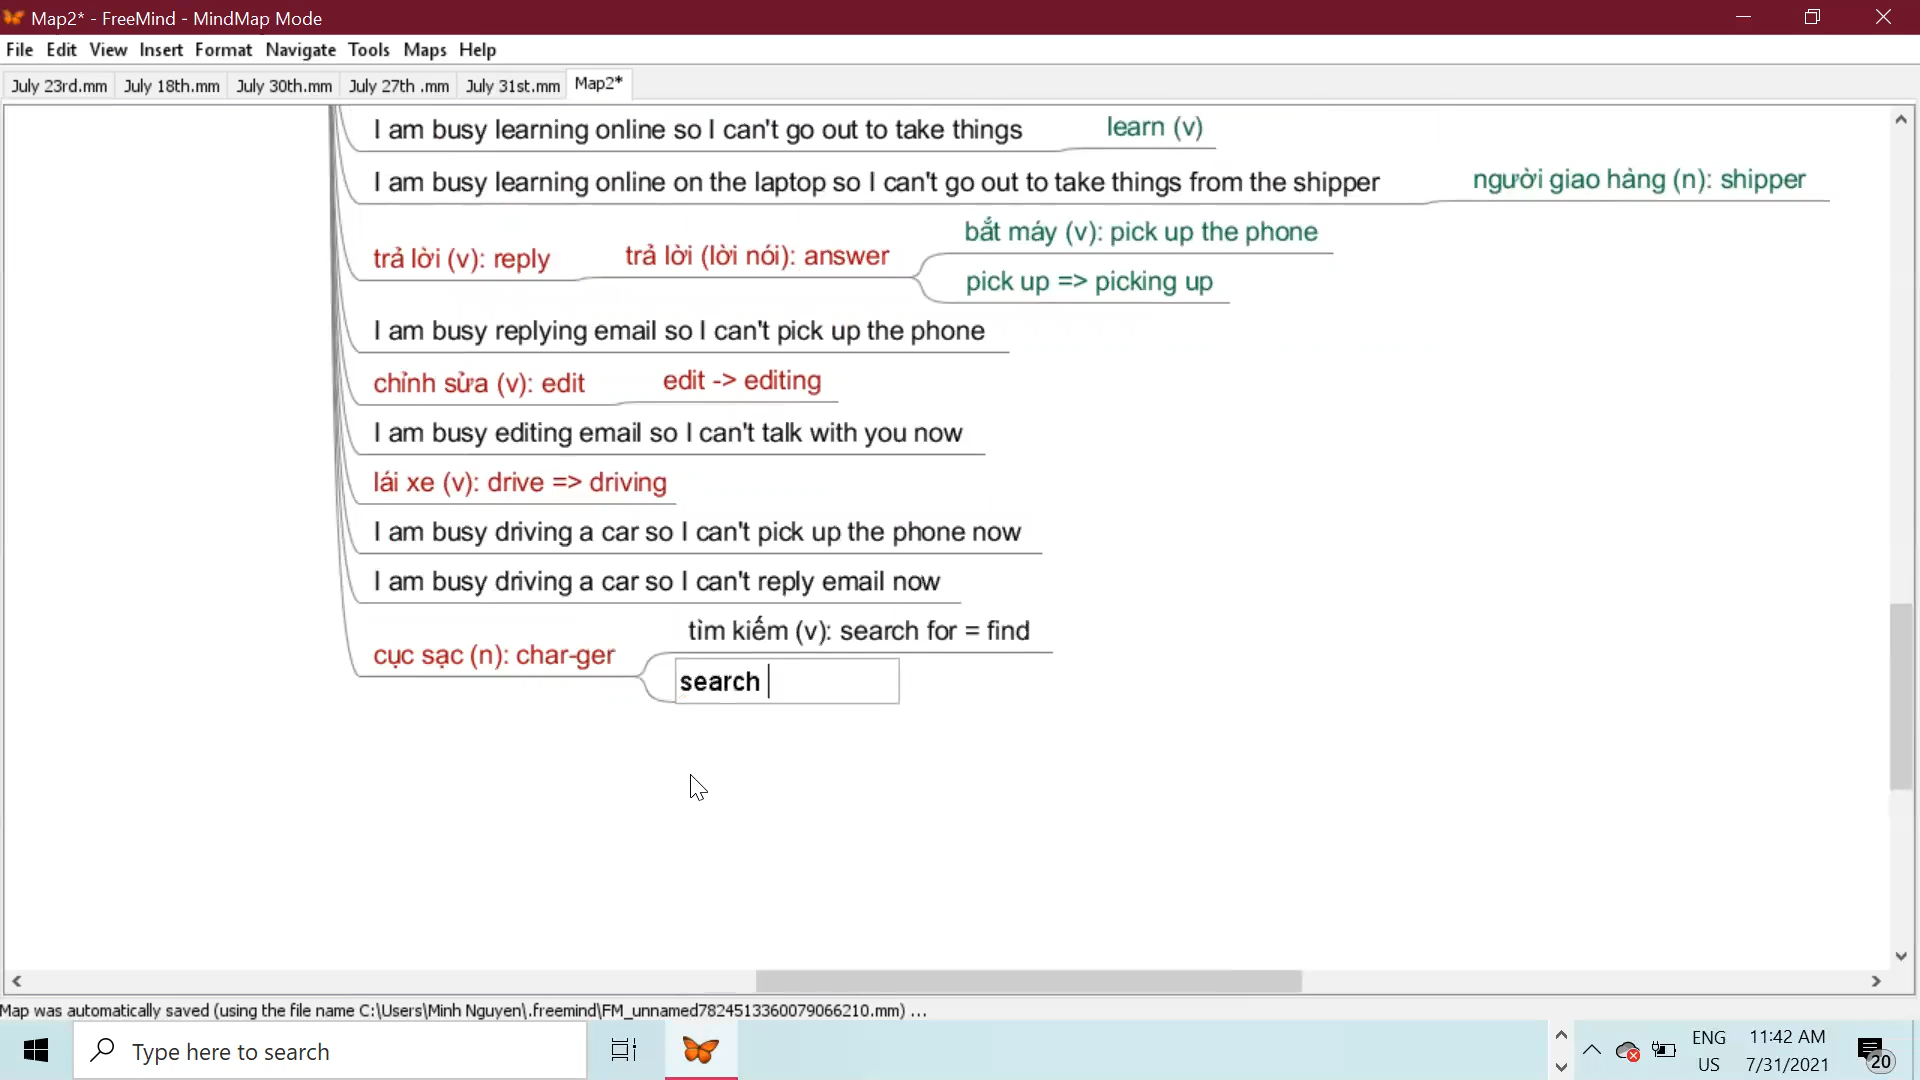 Map2* - FreeMind - MindMap Mode
File Edit View Insert Format Navigate Tools Maps Help
July 23rd.mm July 18th.mm July 30th.mm July 27th .mm July 31st.mm Map2*
I am busy learning online so I can't go out to take things learn (v)
I am busy learning online on the laptop so I can't go out to take things from the shipper người giao hàng (n): shipper
bắt máy (v): pick up the phone
trả lời (v): reply trả lời (lời nói): answer
pick up => picking up
I am busy replying email so I can't pick up the phone
chỉnh sửa (v): edit edit -> editing
I am busy editing email so I can't talk with you now
lái xe (v): drive => driving
I am busy driving a car so I can't pick up the phone now
I am busy driving a car so I can't reply email now
tìm kiếm (v): search for = find
cục sạc (n): char-ger
search
Map was automatically saved (using the file name C:\Users\Minh Nguyen\.freemind\FM_unnamed7824513360079066210.mm) ...
Type here to search
ENG 11:42 AM
US 7/31/2021
20